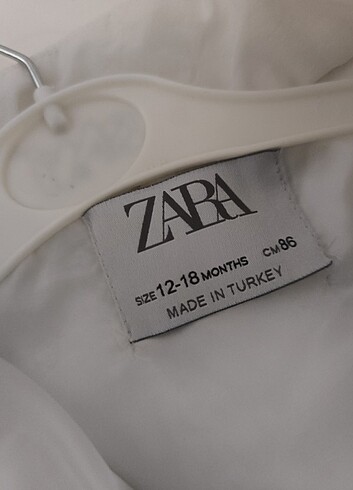 ZARA
SIZE 12-18 MONTHS CM 86
MADE IN TURKEY